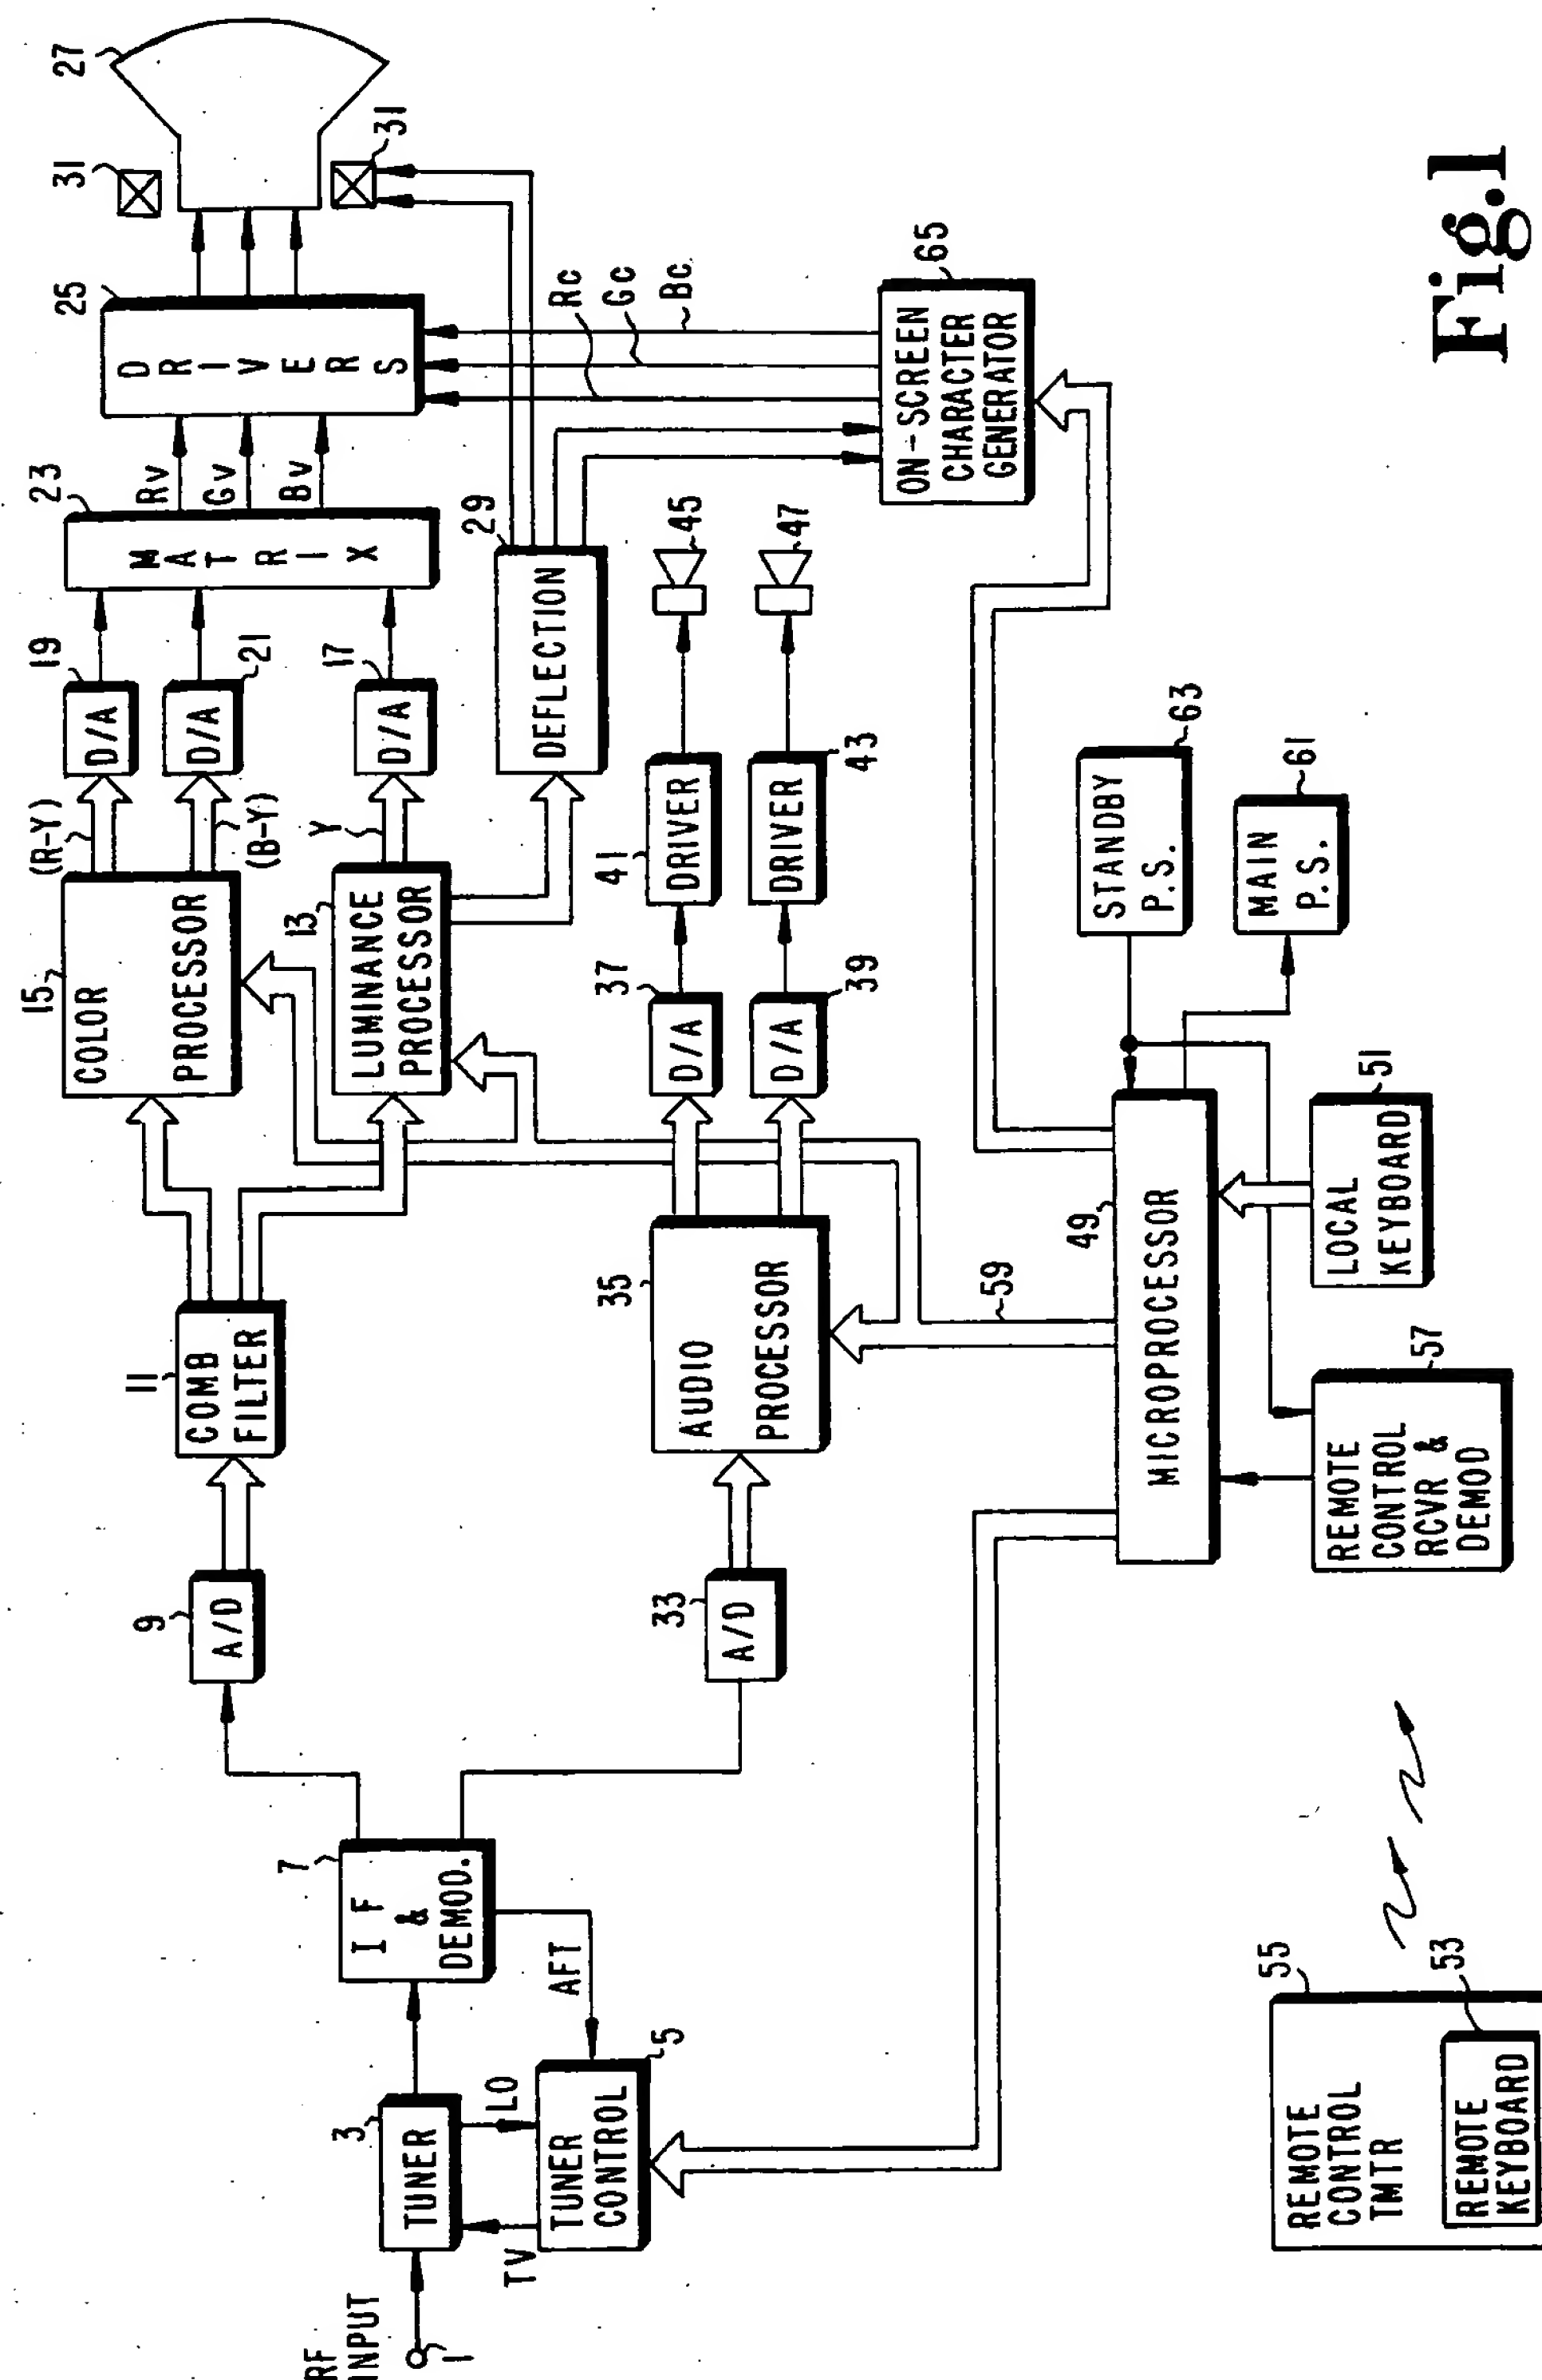 RF
INPUT
1
3
TUNER
TV
LO
TUNER
CONTROL
5
AFT
7
I F
&
DEMOD.
9
A/D
11
COMB
FILTER
15
COLOR
PROCESSOR
(R-Y)
(B-Y)
19
D/A
D/A
21
13
LUMINANCE
PROCESSOR
Y
17
D/A
23
MATRIX
Rv
Gv
Bv
25
DRIVERS
27
31
31
29
DEFLECTION
33
A/D
35
AUDIO
PROCESSOR
37
D/A
D/A
39
41
DRIVER
DRIVER
43
45
47
Rc
Gc
Bc
65
ON-SCREEN
CHARACTER
GENERATOR
59
49
MICROPROCESSOR
STANDBY
P.S.
63
MAIN
P.S.
61
LOCAL
KEYBOARD
51
REMOTE
CONTROL
RCVR &
DEMOD
57
55
REMOTE
CONTROL
TMTR
53
REMOTE
KEYBOARD
Fig.1